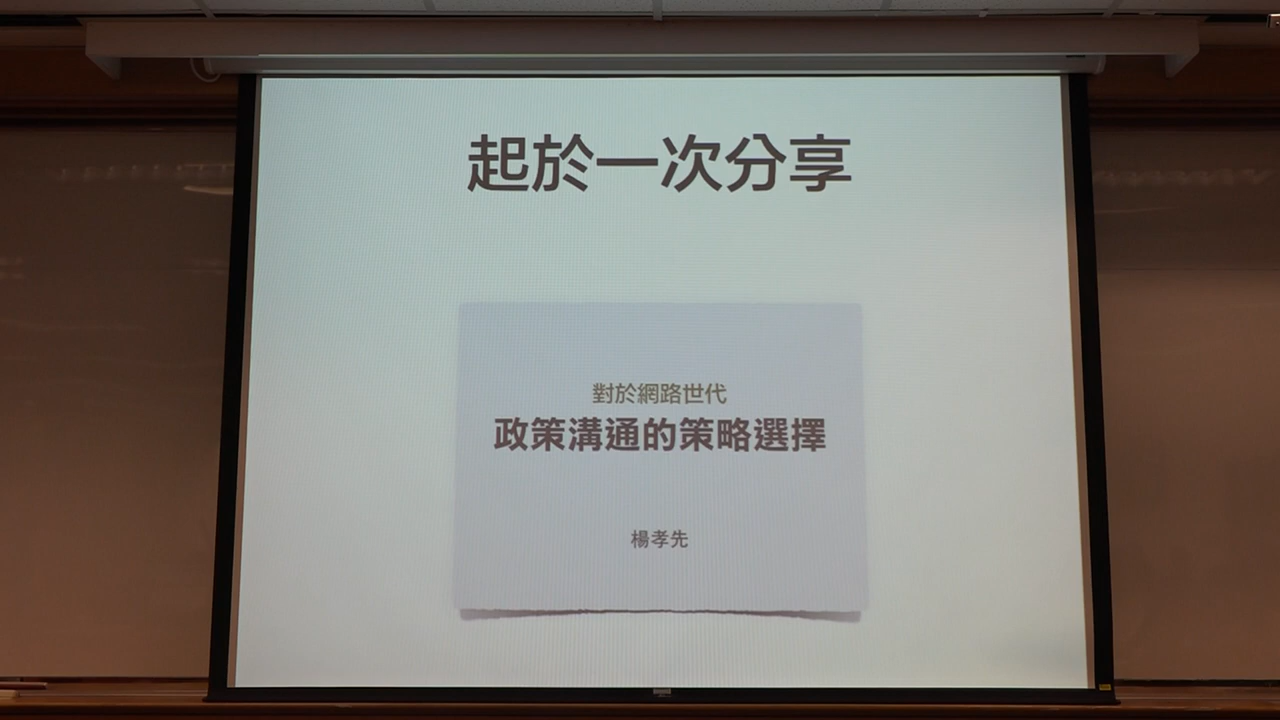 起於一次分享
對於網路世代
政策溝通的策略選擇
楊孝先